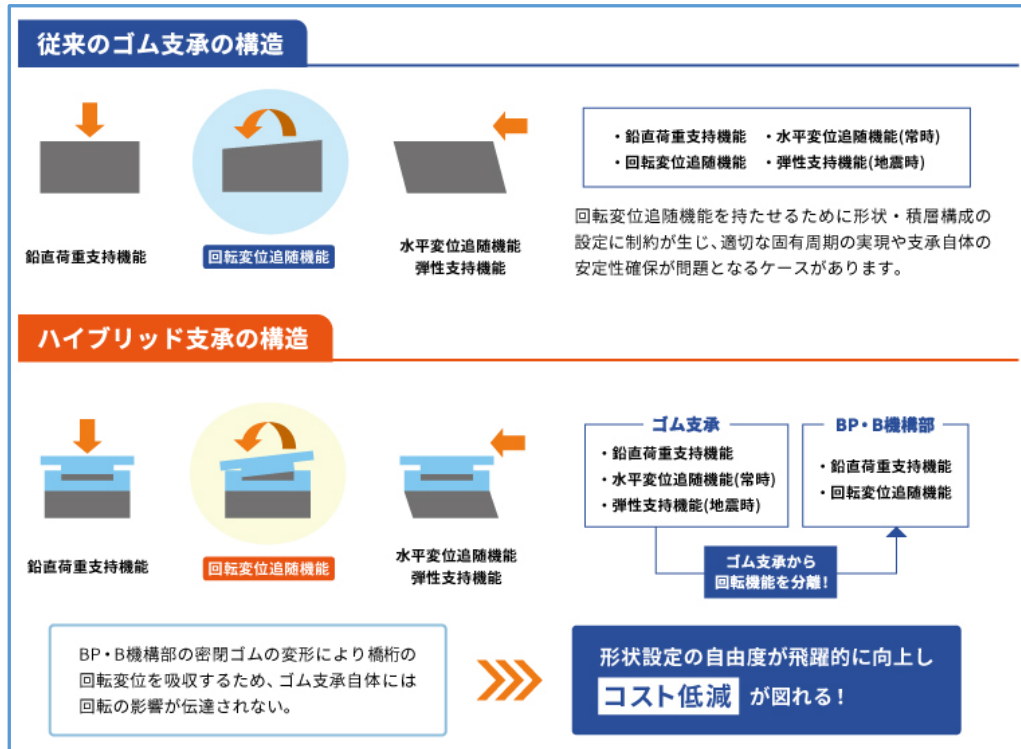 従来のゴム支承の構造
鉛直荷重支持機能
回転変位追随機能
水平変位追随機能
弾性支持機能
・鉛直荷重支持機能 ・水平変位追随機能(常時)
・回転変位追随機能 ・弾性支持機能(地震時)
回転変位追随機能を持たせるために形状・積層構成の
設定に制約が生じ、適切な固有周期の実現や支承自体の
安定性確保が問題となるケースがあります。
ハイブリッド支承の構造
鉛直荷重支持機能
回転変位追随機能
水平変位追随機能
弾性支持機能
ゴム支承
・鉛直荷重支持機能
・水平変位追随機能(常時)
・弾性支持機能(地震時)
BP・B機構部
・鉛直荷重支持機能
・回転変位追随機能
ゴム支承から
回転機能を分離!
BP・B機構部の密閉ゴムの変形により橋桁の
回転変位を吸収するため、ゴム支承自体には
回転の影響が伝達されない。
形状設定の自由度が飛躍的に向上し
コスト低減 が図れる!